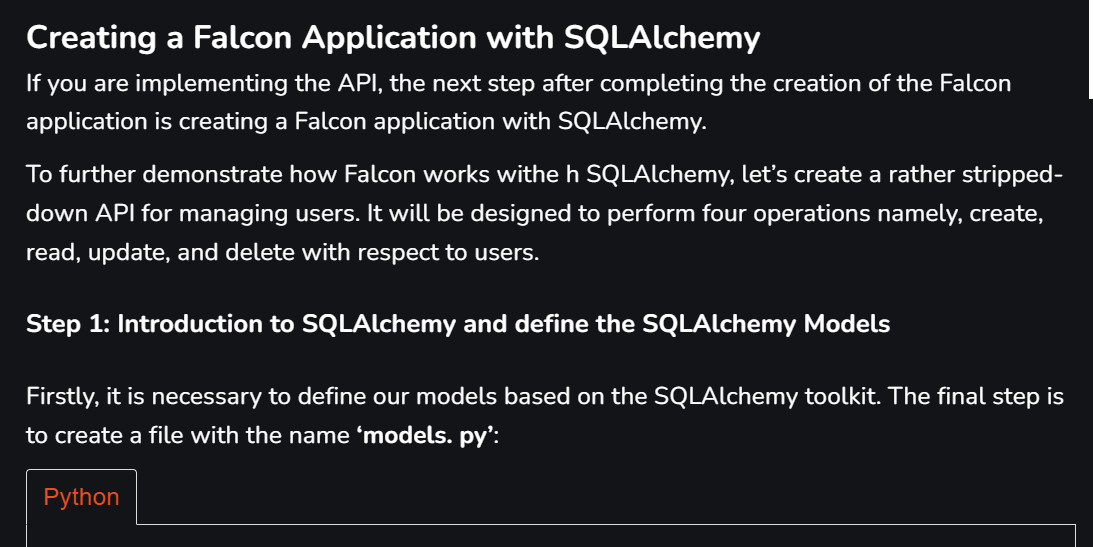 Creating a Falcon Application with SQLAlchemy
If you are implementing the API, the next step after completing the creation of the Falcon
application is creating a Falcon application with SQLAlchemy.
To further demonstrate how Falcon works withe h SQLAlchemy, let’s create a rather stripped-
down API for managing users. It will be designed to perform four operations namely, create,
read, update, and delete with respect to users.
Step 1: Introduction to SQLAlchemy and define the SQLAlchemy Models
Firstly, it is necessary to define our models based on the SQLAlchemy toolkit. The final step is
to create a file with the name ‘models. py’:
Python